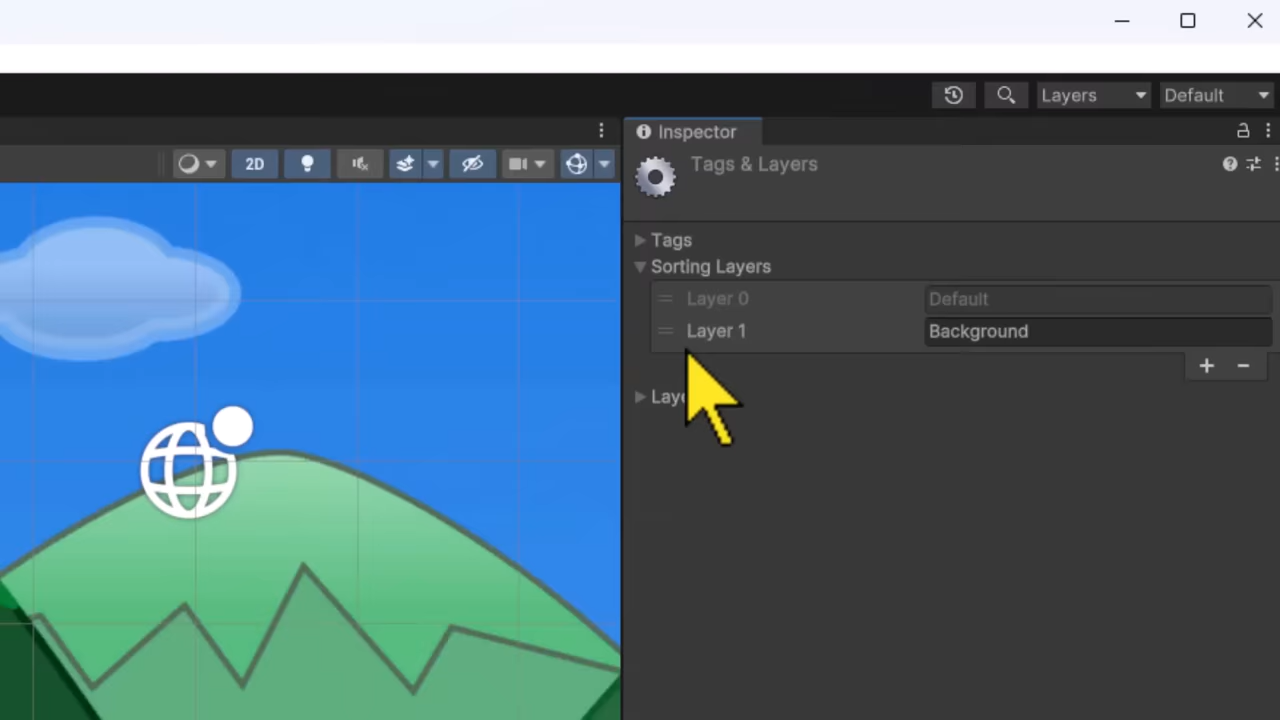 Layers Default
Inspector
2D Tags & Layers
Tags
Sorting Layers
Layer 0 Default
Layer 1 Background
+ −